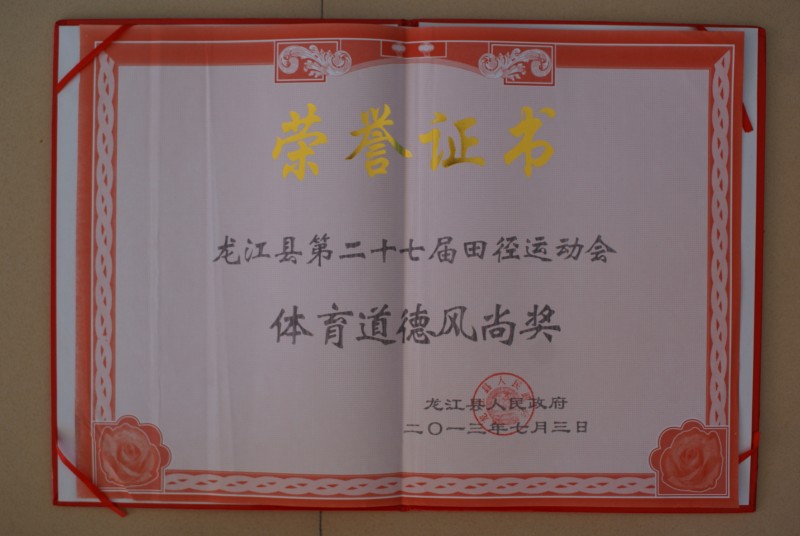 荣誉证书
龙江县第二十七届田径运动会
体育道德风尚奖
龙江县人民政府
二〇一三年七月三日